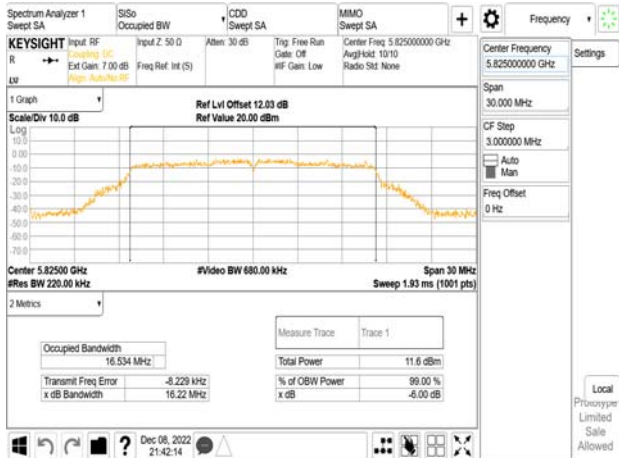 Spectrum Analyzer 1
Swept SA
SiSo
Occupied BW
CDD
Swept SA
MIMO
Swept SA
+
Frequency
KEYSIGHT
R
LXI
Input: RF
Coupling: DC
Ext Gain: 7.00 dB
Align: Auto/No RF
Input Z: 50 Ω
Freq Ref: Int (S)
Atten: 30 dB
Trig: Free Run
Gate: Off
#IF Gain: Low
Center Freq: 5.825000000 GHz
Avg|Hold: 10/10
Radio Std: None
Center Frequency
5.825000000 GHz
Settings
Span
30.000 MHz
CF Step
3.000000 MHz
Auto
Man
Freq Offset
0 Hz
1 Graph
Scale/Div 10.0 dB
Ref Lvl Offset 12.03 dB
Ref Value 20.00 dBm
Log
10.0
0.00
-10.0
-20.0
-30.0
-40.0
-50.0
-60.0
-70.0
Center 5.82500 GHz
#Res BW 220.00 kHz
#Video BW 680.00 kHz
Span 30 MHz
Sweep 1.93 ms (1001 pts)
2 Metrics
Measure Trace
Trace 1
Occupied Bandwidth
16.534 MHz
Total Power
11.6 dBm
Transmit Freq Error
-8.229 kHz
% of OBW Power
99.00 %
x dB Bandwidth
16.22 MHz
x dB
-6.00 dB
Local
Prototype
Limited
Sale
Allowed
?
Dec 08, 2022
21:42:14